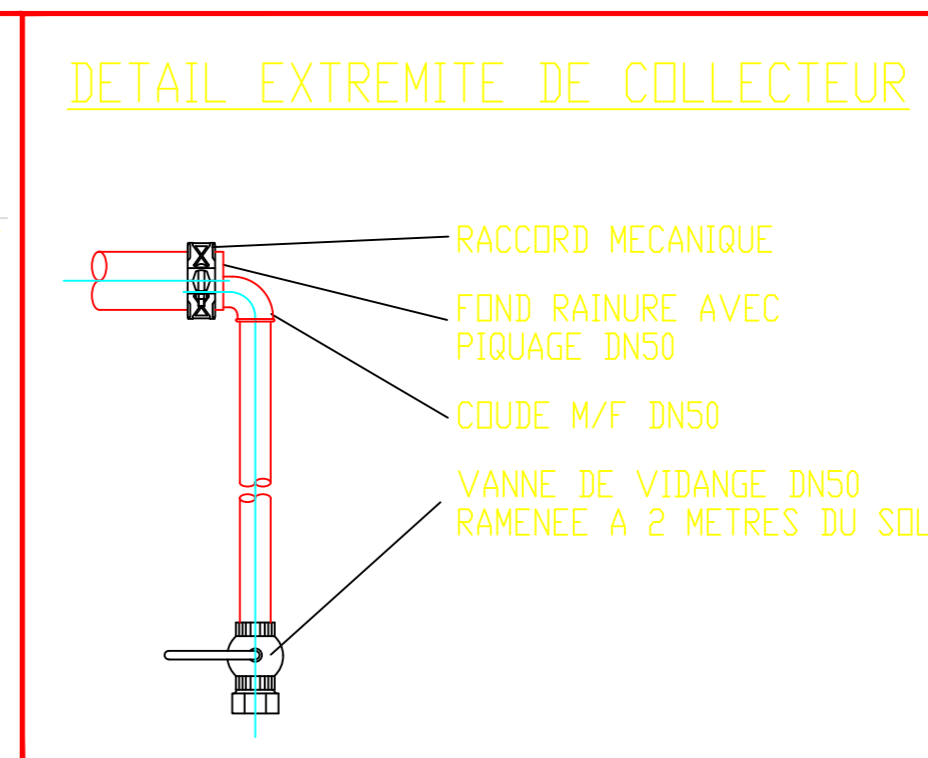 DETAIL EXTREMITE DE COLLECTEUR
RACCORD MECANIQUE
FOND RAINURE AVEC
PIQUAGE DN50
COUDE M/F DN50
VANNE DE VIDANGE DN50
RAMENEE A 2 METRES DU SOL